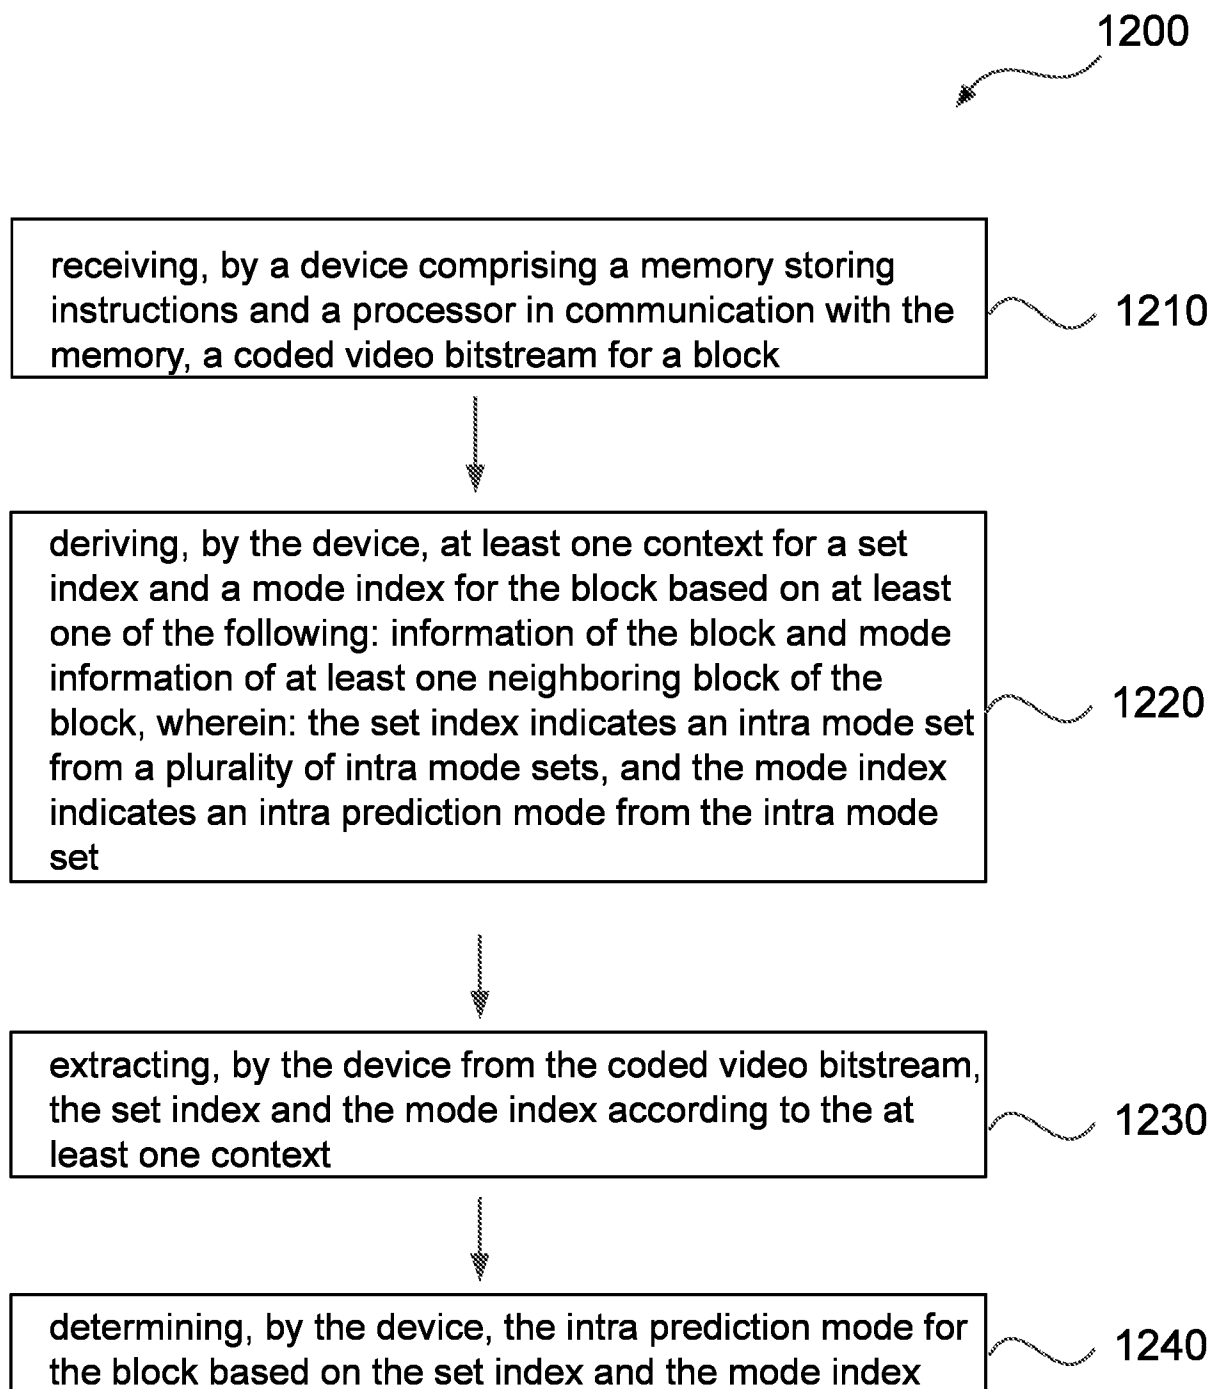 1200
receiving, by a device comprising a memory storing
instructions and a processor in communication with the
memory, a coded video bitstream for a block
1210
deriving, by the device, at least one context for a set
index and a mode index for the block based on at least
one of the following: information of the block and mode
information of at least one neighboring block of the
block, wherein: the set index indicates an intra mode set
from a plurality of intra mode sets, and the mode index
indicates an intra prediction mode from the intra mode
set
1220
extracting, by the device from the coded video bitstream,
the set index and the mode index according to the at
least one context
1230
determining, by the device, the intra prediction mode for
the block based on the set index and the mode index
1240